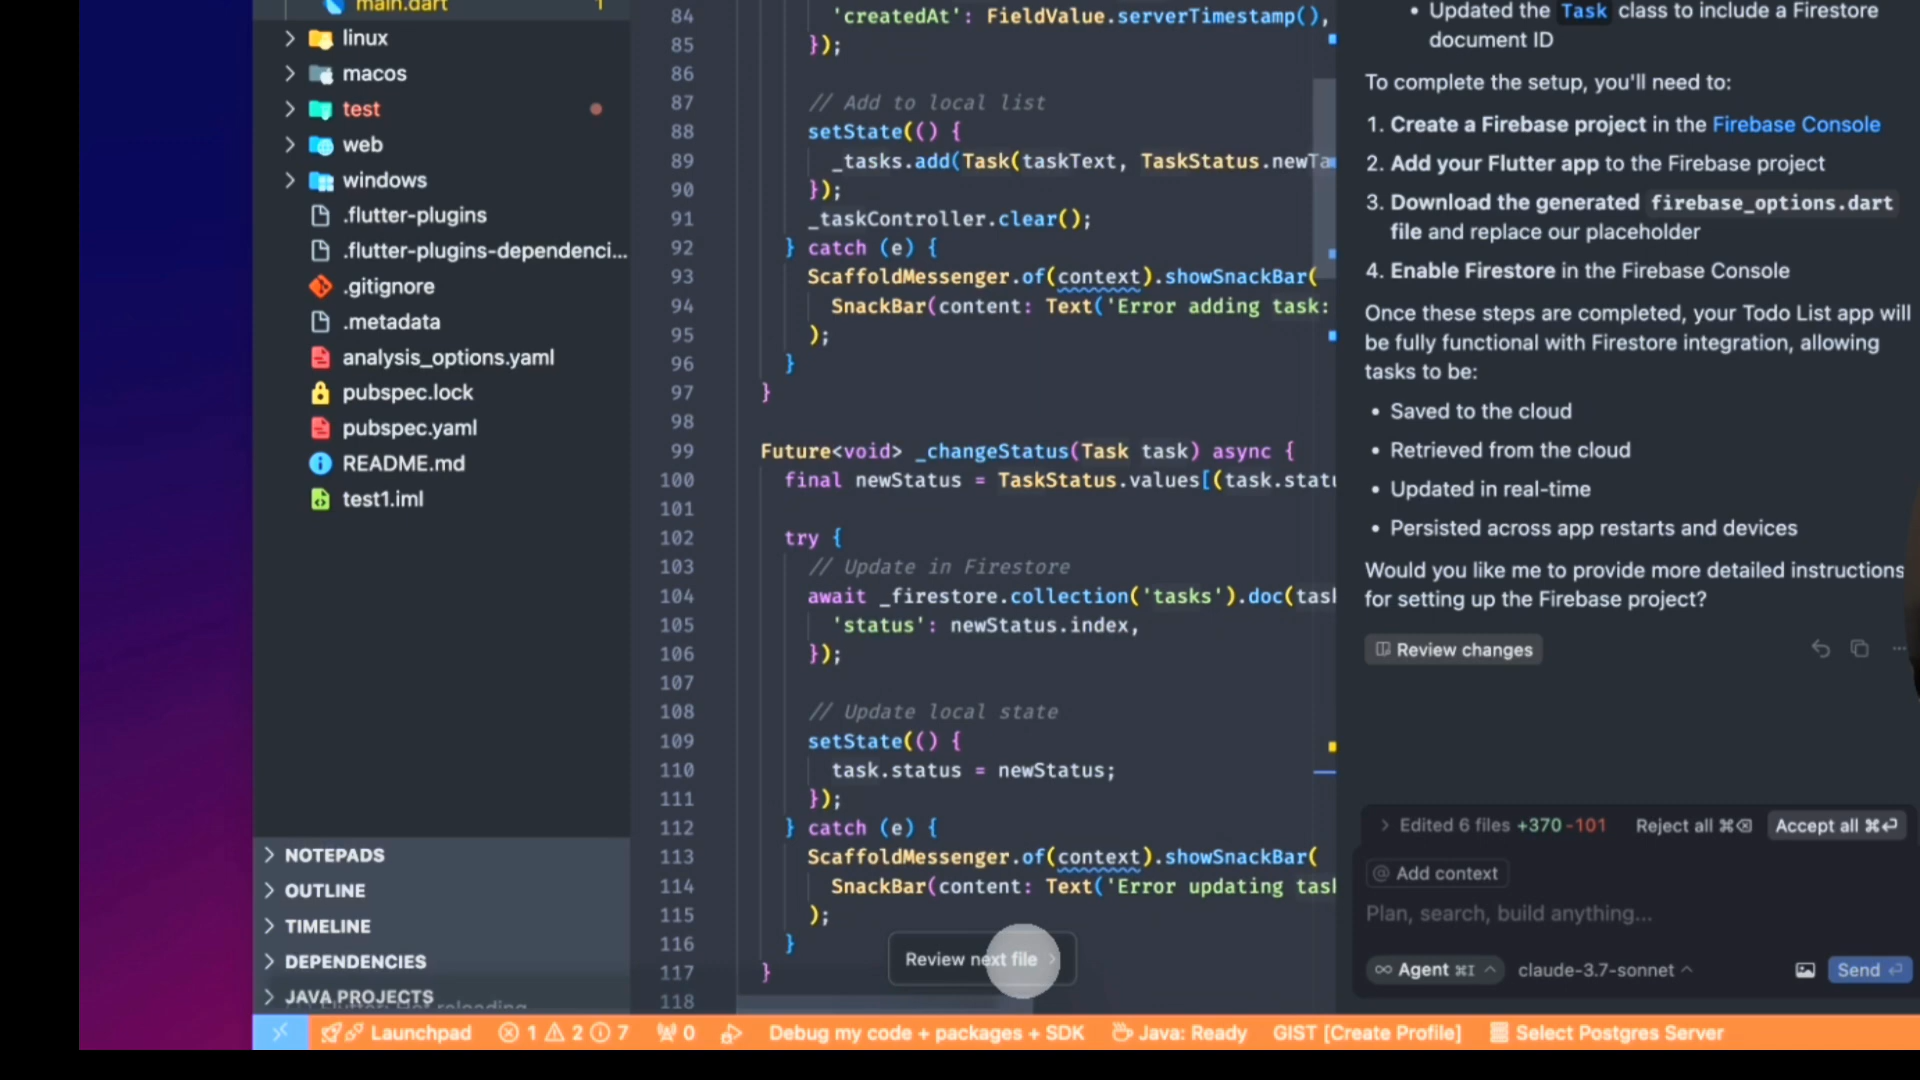 main.dart
1
linux
macos
test
web
windows
.flutter-plugins
.flutter-plugins-dependenci...
.gitignore
.metadata
analysis_options.yaml
pubspec.lock
pubspec.yaml
README.md
test1.iml
NOTEPADS
OUTLINE
TIMELINE
DEPENDENCIES
JAVA PROJECTS
84 'createdAt': FieldValue.serverTimestamp(),
85 });
86
87 // Add to local list
88 setState(() {
89 _tasks.add(Task(taskText, TaskStatus.newTa
90 });
91 _taskController.clear();
92 } catch (e) {
93 ScaffoldMessenger.of(context).showSnackBar(
94 SnackBar(content: Text('Error adding task:
95 );
96 }
97 }
98
99 Future<void> _changeStatus(Task task) async {
100 final newStatus = TaskStatus.values[(task.statu
101
102 try {
103 // Update in Firestore
104 await _firestore.collection('tasks').doc(task
105 'status': newStatus.index,
106 });
107
108 // Update local state
109 setState(() {
110 task.status = newStatus;
111 });
112 } catch (e) {
113 ScaffoldMessenger.of(context).showSnackBar(
114 SnackBar(content: Text('Error updating task
115 );
116 }
117 }
118
Review next file
• Updated the Task class to include a Firestore
document ID
To complete the setup, you'll need to:
1. Create a Firebase project in the Firebase Console
2. Add your Flutter app to the Firebase project
3. Download the generated firebase_options.dart
file and replace our placeholder
4. Enable Firestore in the Firebase Console
Once these steps are completed, your Todo List app will
be fully functional with Firestore integration, allowing
tasks to be:
• Saved to the cloud
• Retrieved from the cloud
• Updated in real-time
• Persisted across app restarts and devices
Would you like me to provide more detailed instructions
for setting up the Firebase project?
Review changes
Edited 6 files +370 -101 Reject all ⌘⌫ Accept all ⌘⏎
@ Add context
Plan, search, build anything...
∞ Agent ⌘I claude-3.7-sonnet Send ⏎
Launchpad 1 2 7 0 Debug my code + packages + SDK Java: Ready GIST [Create Profile] Select Postgres Server